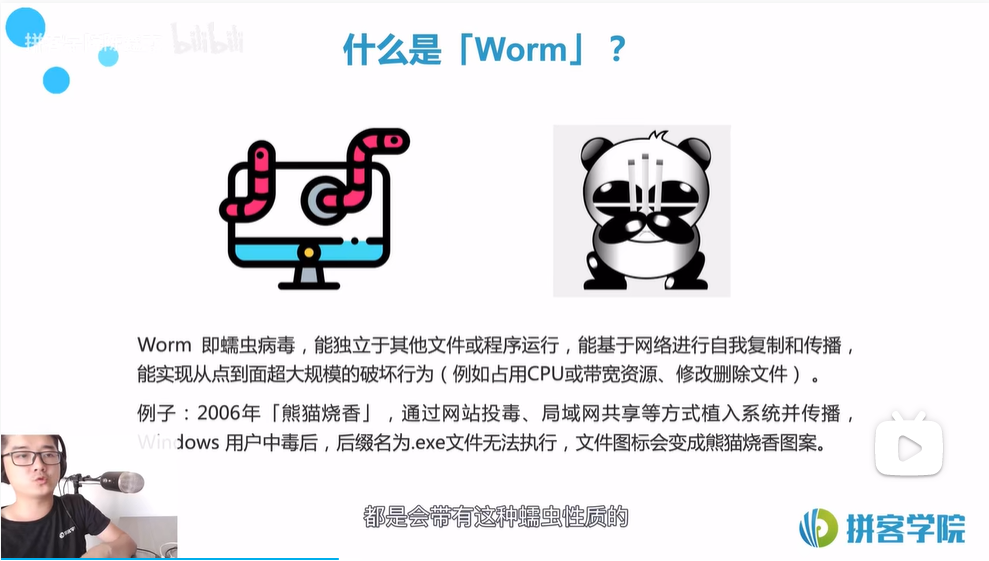 bilibili
什么是「Worm」？
Worm 即蠕虫病毒，能独立于其他文件或程序运行，能基于网络进行自我复制和传播，
能实现从点到面超大规模的破坏行为（例如占用CPU或带宽资源、修改删除文件）。
例子：2006年「熊猫烧香」，通过网站投毒、局域网共享等方式植入系统并传播，
Windows 用户中毒后，后缀名为.exe文件无法执行，文件图标会变成熊猫烧香图案。
都是会带有这种蠕虫性质的
拼客学院